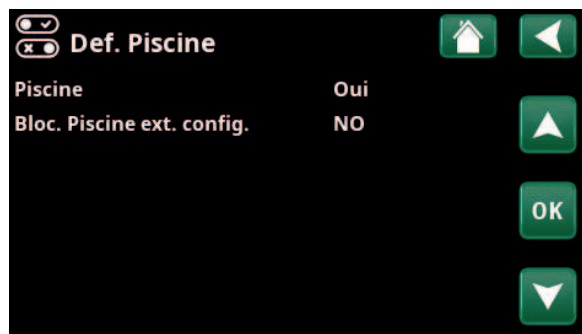 Def. Piscine
Piscine Oui
Bloc. Piscine ext. config. NO
OK